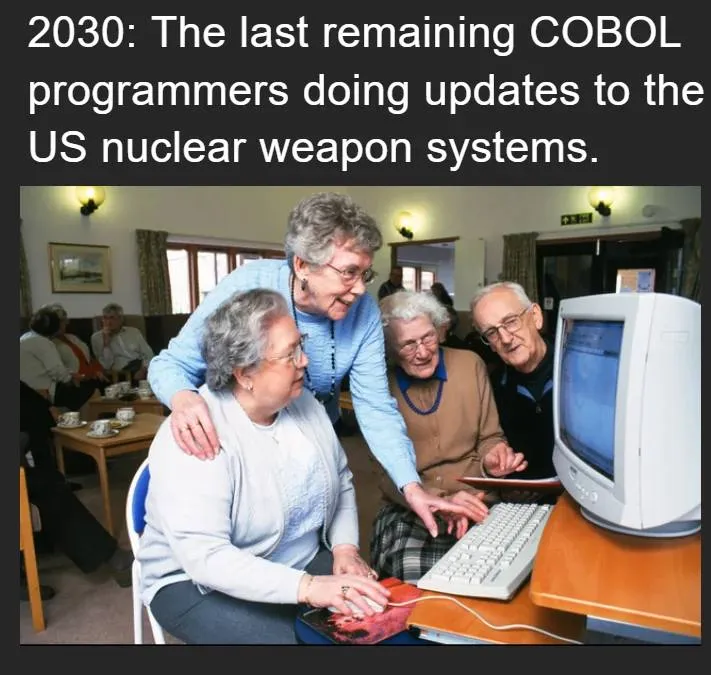 2030: The last remaining COBOL
programmers doing updates to the
US nuclear weapon systems.